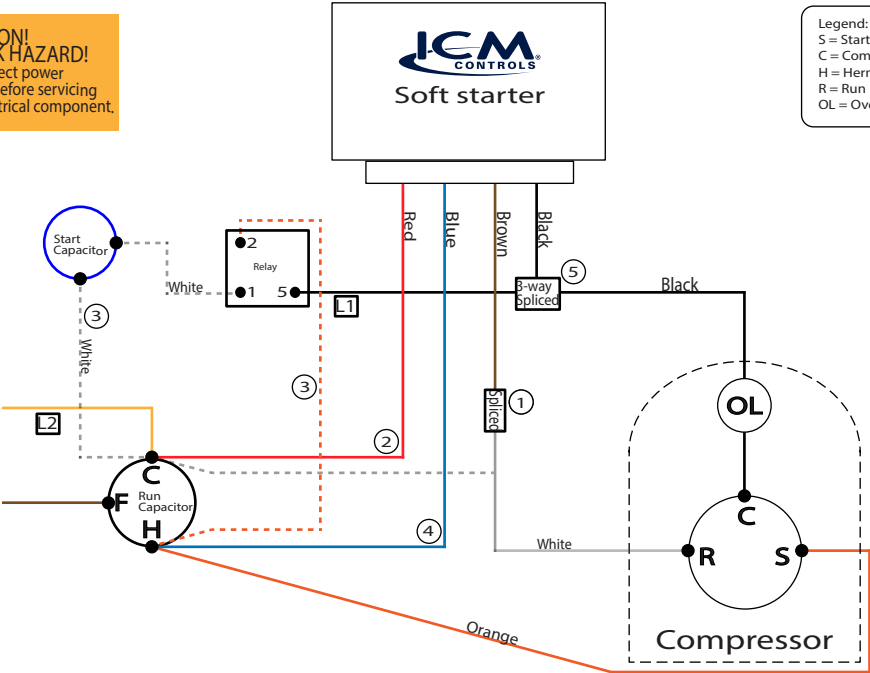 ON!
HAZARD!
ect power
efore servicing
trical component.
ICM
CONTROLS®
Soft starter
Legend:
S = Start
C = Com
H = Herm
R = Run
OL = Ove
Red
Blue
Brown
Black
Start
Capacitor
2
Relay
1
5
White
L1
3-way
Spliced
5
Black
3
White
3
L2
2
Spliced
1
OL
C
F
Run
Capacitor
H
4
White
C
R
S
Orange
Compressor